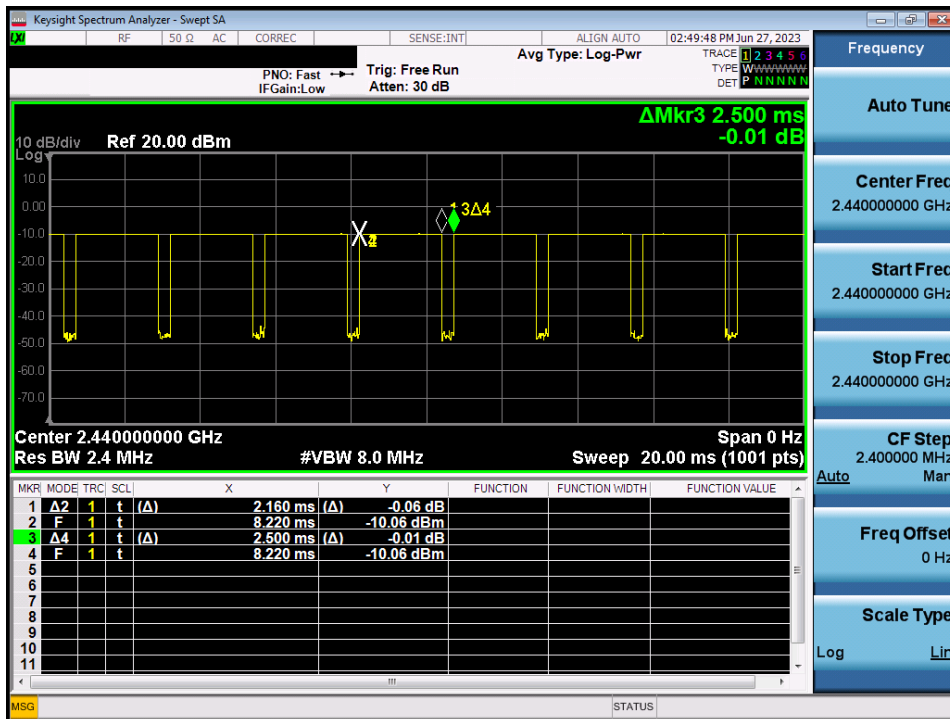 Keysight Spectrum Analyzer - Swept SA
LXI RF 50 Ω AC CORREC SENSE:INT ALIGN AUTO 02:49:48 PM Jun 27, 2023
PNO: Fast
IFGain:Low
Trig: Free Run
Atten: 30 dB
Avg Type: Log-Pwr
TRACE 1 2 3 4 5 6
TYPE WWWWWW
DET P N N N N N
ΔMkr3 2.500 ms
-0.01 dB
10 dB/div Ref 20.00 dBm
Log
10.0
0.00
-10.0
-20.0
-30.0
-40.0
-50.0
-60.0
-70.0
3Δ4
Center 2.440000000 GHz Span 0 Hz
Res BW 2.4 MHz #VBW 8.0 MHz Sweep 20.00 ms (1001 pts)
MKR MODE TRC SCL X Y FUNCTION FUNCTION WIDTH FUNCTION VALUE
1 Δ2 1 t (Δ) 2.160 ms (Δ) -0.06 dB
2 F 1 t 8.220 ms -10.06 dBm
3 Δ4 1 t (Δ) 2.500 ms (Δ) -0.01 dB
4 F 1 t 8.220 ms -10.06 dBm
5
6
7
8
9
10
11
MSG STATUS
Frequency
Auto Tune
Center Freq
2.440000000 GHz
Start Freq
2.440000000 GHz
Stop Freq
2.440000000 GHz
CF Step
2.400000 MHz
Auto Man
Freq Offset
0 Hz
Scale Type
Log Lin